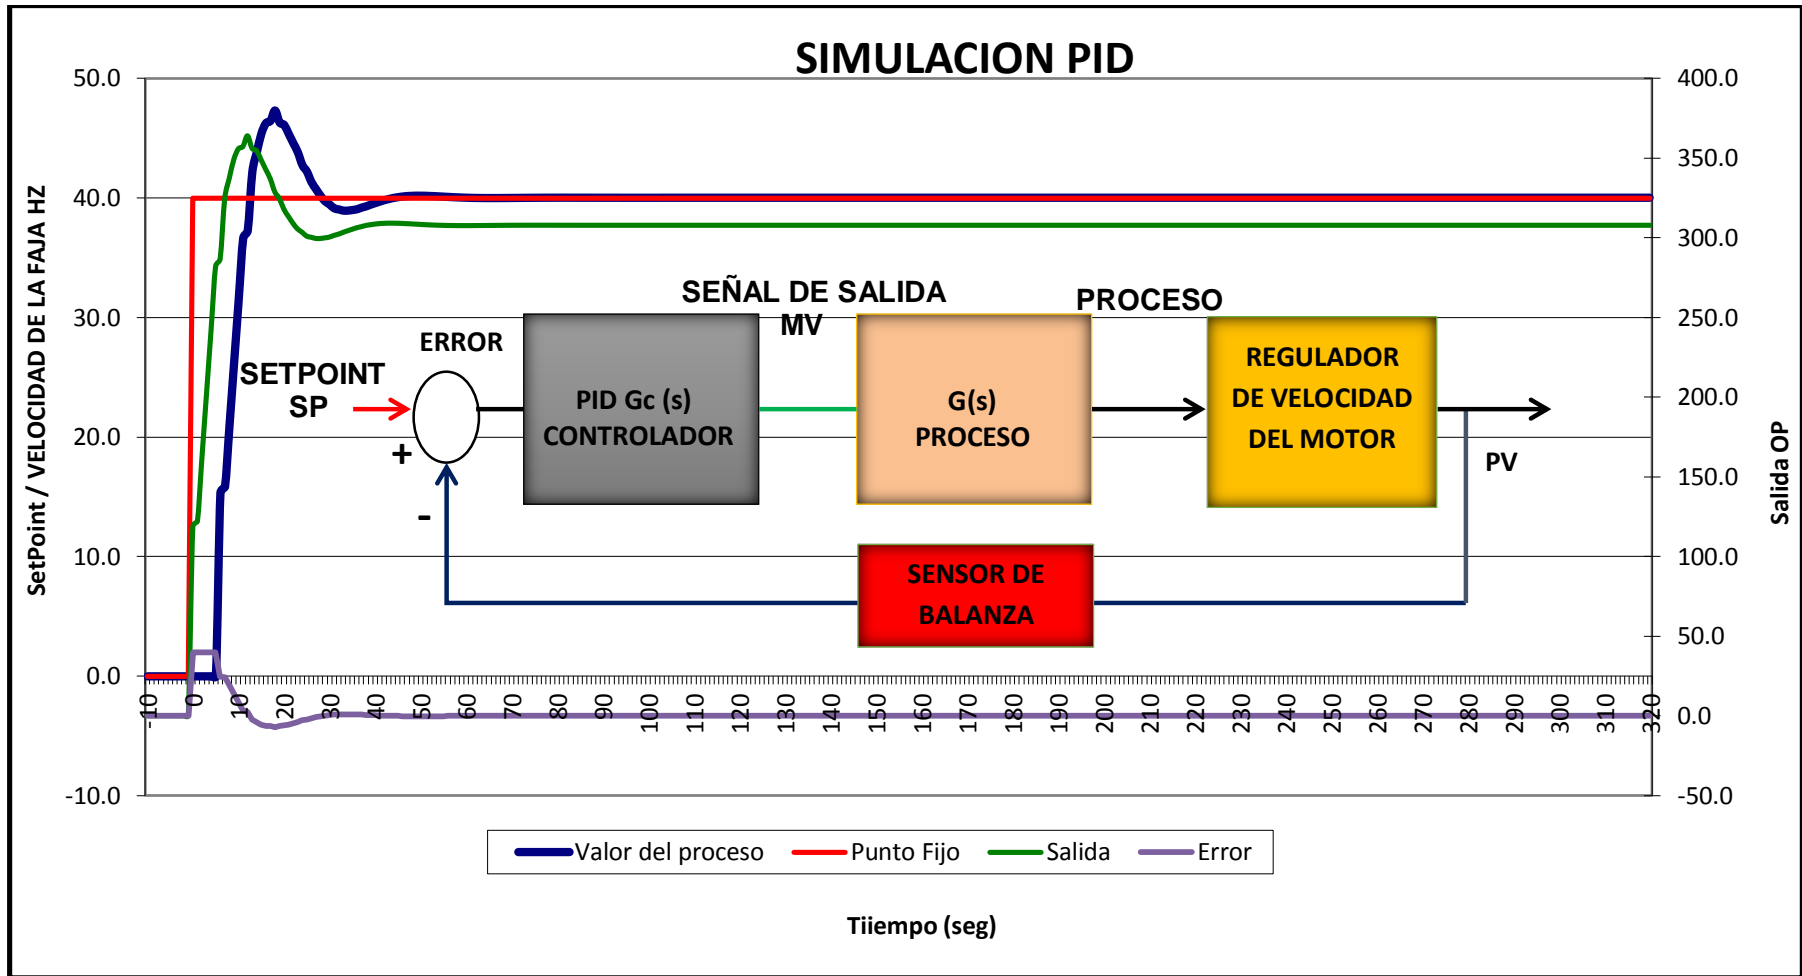 SIMULACION PID
50.0
40.0
30.0
20.0
10.0
0.0
-10.0
SetPoint / VELOCIDAD DE LA FAJA HZ
400.0
350.0
300.0
250.0
200.0
150.0
100.0
50.0
0.0
-50.0
Salida OP
SEÑAL DE SALIDA
MV
PROCESO
ERROR
SETPOINT
SP
+
-
PID Gc (s)
CONTROLADOR
G(s)
PROCESO
REGULADOR
DE VELOCIDAD
DEL MOTOR
PV
SENSOR DE
BALANZA
-10 0 10 20 30 40 50 60 70 80 90 100 110 120 130 140 150 160 170 180 190 200 210 220 230 240 250 260 270 280 290 300 310 320
Valor del proceso Punto Fijo Salida Error
Tiiempo (seg)